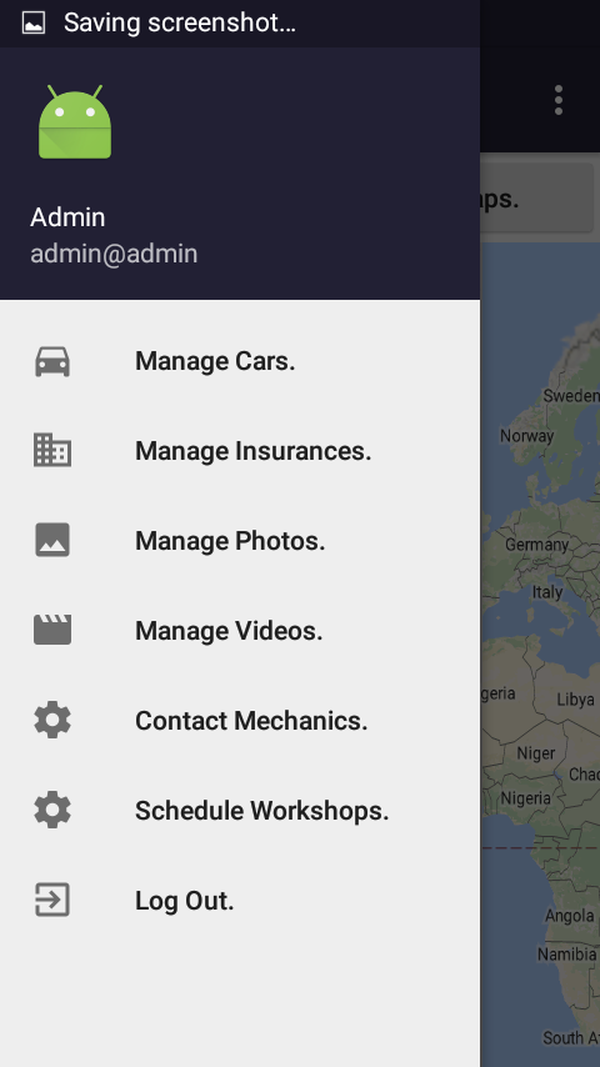 Saving screenshot...
Admin
admin@admin
Manage Cars.
Manage Insurances.
Manage Photos.
Manage Videos.
Contact Mechanics.
Schedule Workshops.
Log Out.
aps.
Sweden
Norway
Germany
Italy
geria
Libya
Niger
Chad
Nigeria
Angola
Namibia
South A